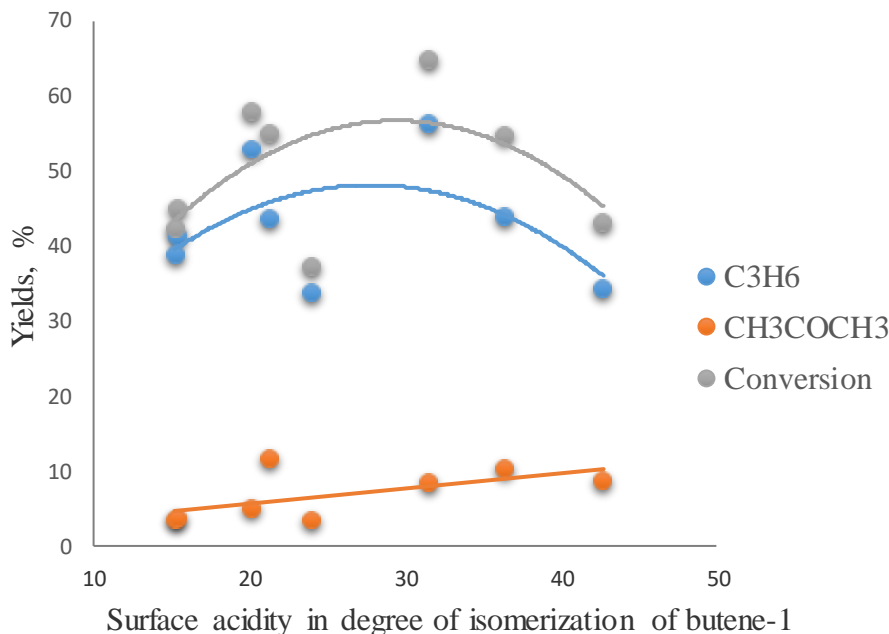 70
60
50
40
30
20
10
0
Yields, %
10 20 30 40 50
Surface acidity in degree of isomerization of butene-1
C3H6
CH3COCH3
Conversion